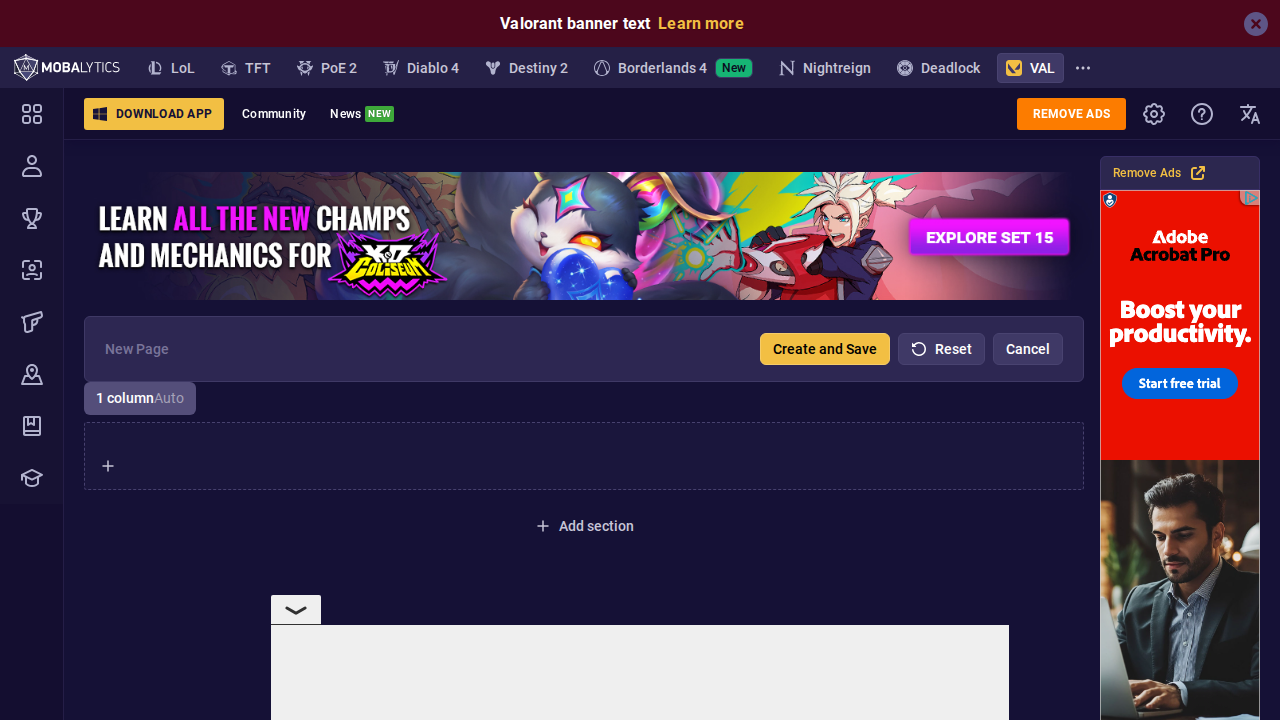 Valorant banner text Learn more
MOBALYTICS
LoL
TFT
PoE 2
Diablo 4
Destiny 2
Borderlands 4 New
Nightreign
Deadlock
VAL
DOWNLOAD APP
Community
News NEW
REMOVE ADS
LEARN ALL THE NEW CHAMPS
AND MECHANICS FOR
COLISEUM
EXPLORE SET 15
Remove Ads
Adobe
Acrobat Pro
Boost your
productivity.
Start free trial
New Page
Create and Save
Reset
Cancel
1 column Auto
Add section